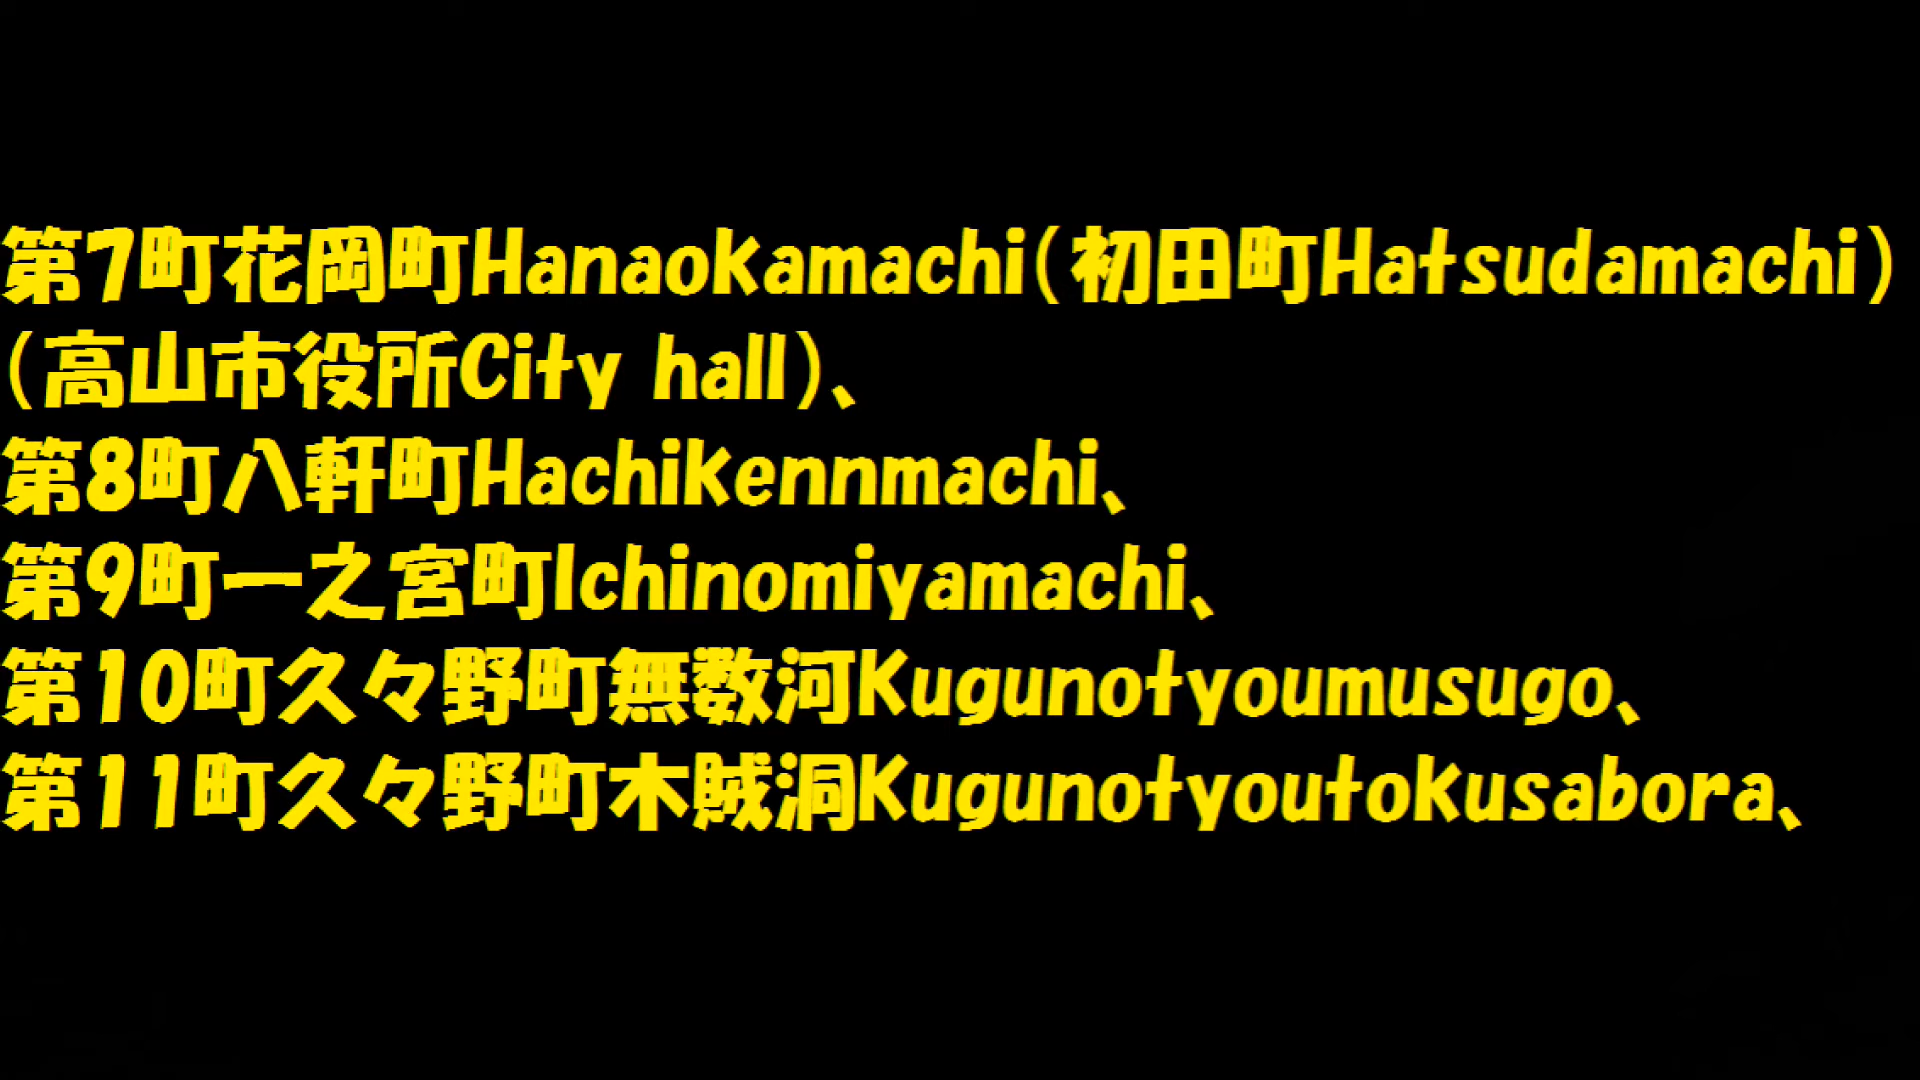 第7町花岡町Hanaokamachi(初田町Hatsudamachi)
(高山市役所City hall)、
第8町八軒町Hachikennmachi、
第9町一之宮町Ichinomiyamachi、
第10町久々野町無数河Kugunotyoumusugo、
第11町久々野町木賊洞Kugunotyoutokusabora、